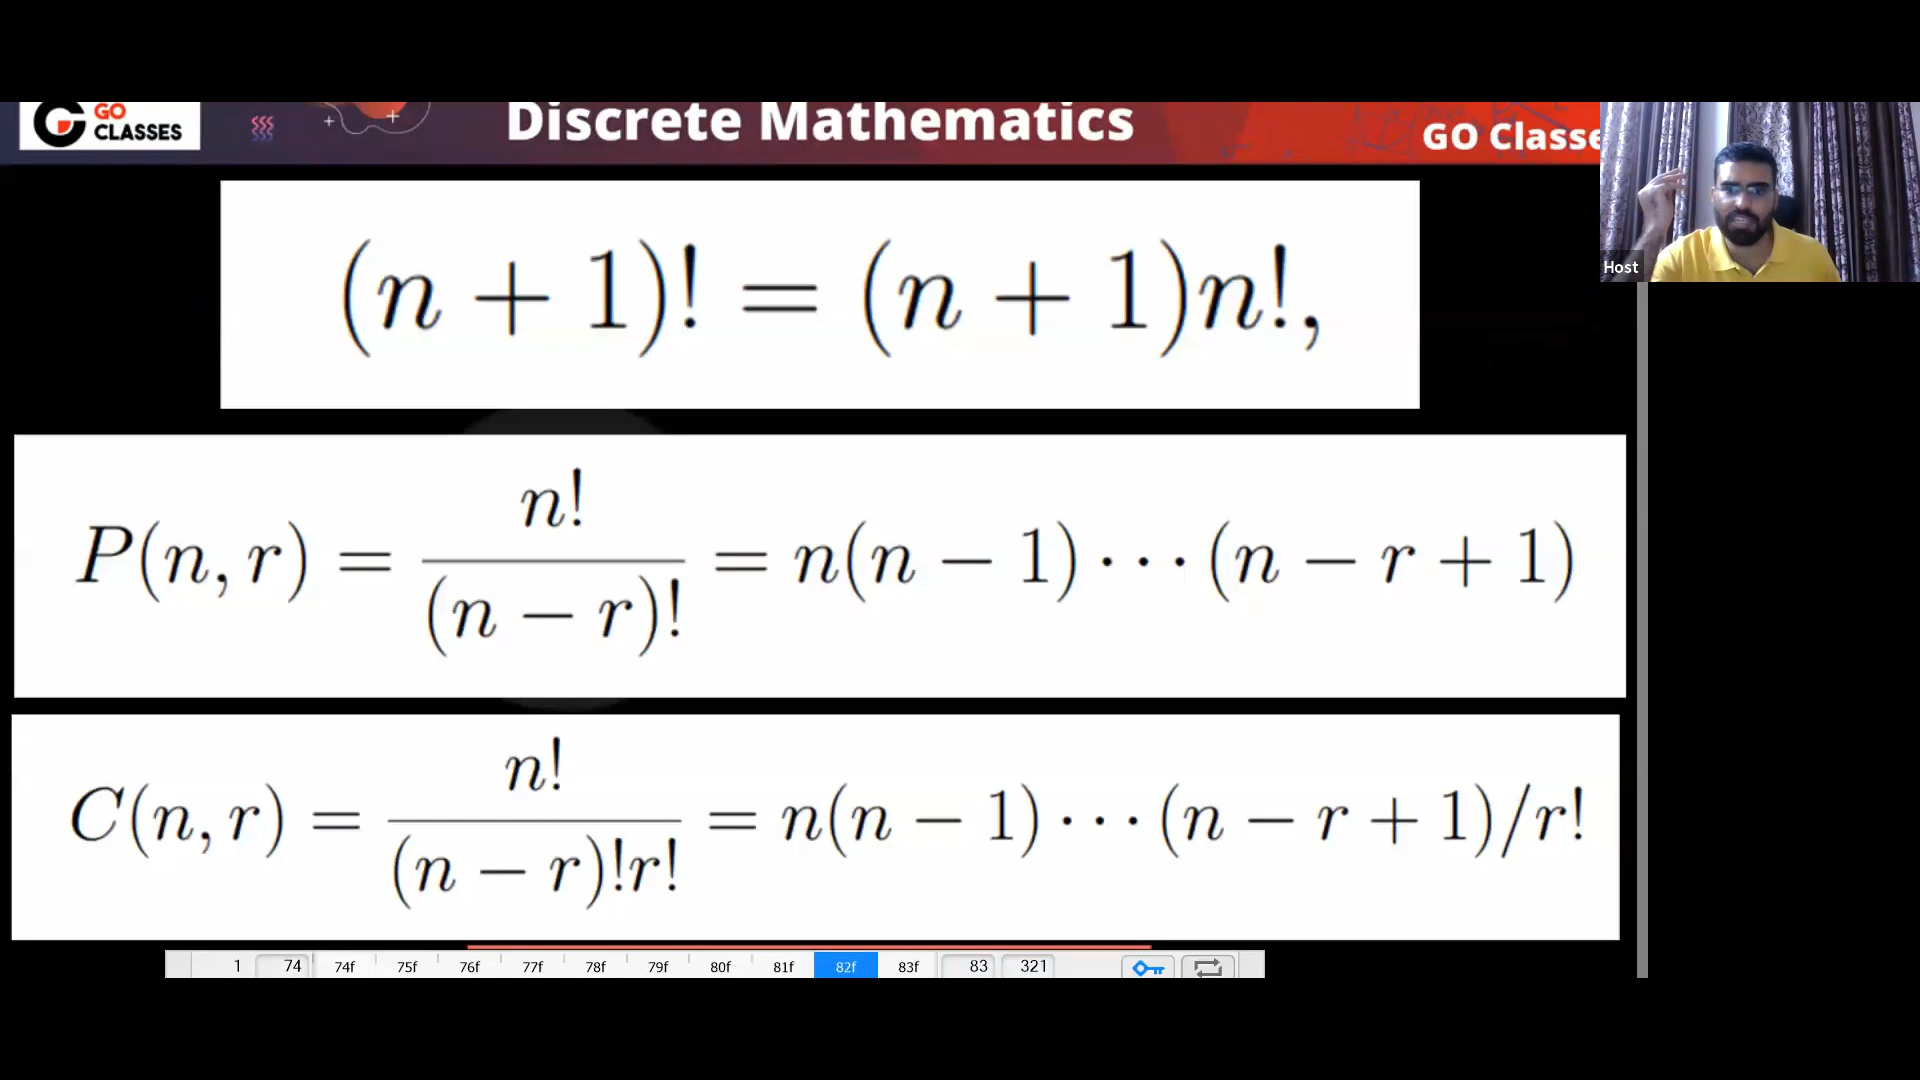 GO
CLASSES
Discrete Mathematics
GO Classe
Host
(n + 1)! = (n + 1)n!,
P(n, r) = n! / (n − r)! = n(n − 1) · · · (n − r + 1)
C(n, r) = n! / (n − r)!r! = n(n − 1) · · · (n − r + 1)/r!
1 74 74f 75f 76f 77f 78f 79f 80f 81f 82f 83f 83 321